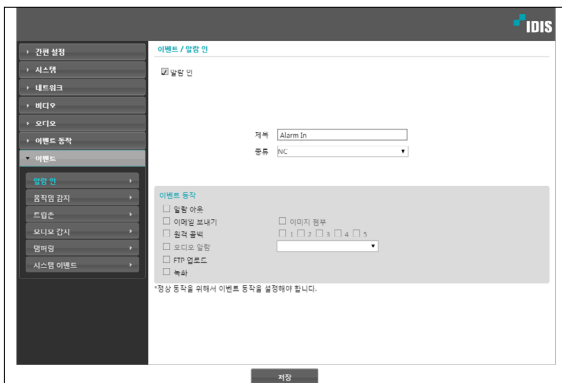 IDIS
간편 설정
시스템
네트워크
비디오
오디오
이벤트 동작
이벤트
알람 인
움직임 감지
트립존
오디오 감지
탬퍼링
시스템 이벤트
이벤트 / 알람 인
알람 인
제목 Alarm In
종류 NC
이벤트 동작
알람 아웃
이메일 보내기 이미지 첨부
원격 콜백 1 2 3 4 5
오디오 알람
FTP 업로드
녹화
*정상 동작을 위해서 이벤트 동작을 설정해야 합니다.
저장